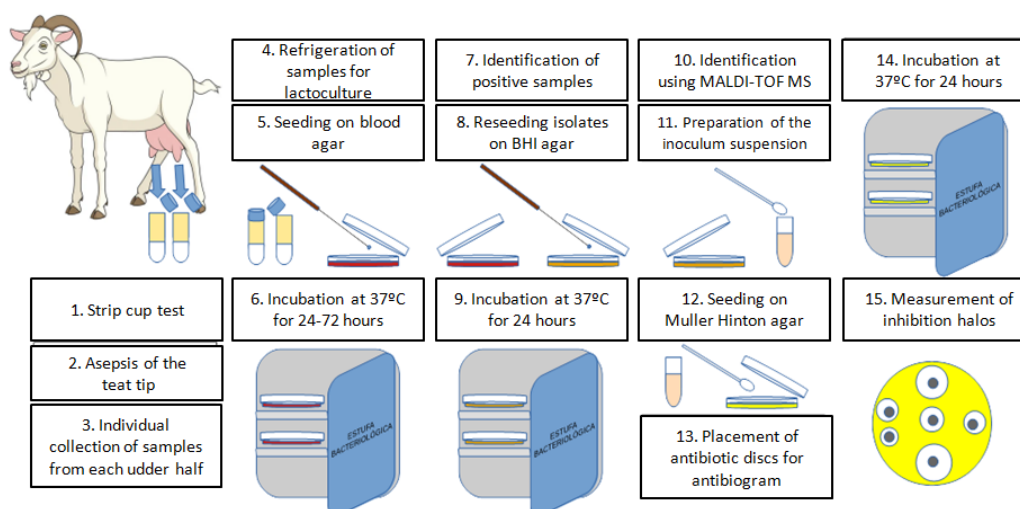 1. Strip cup test
2. Asepsis of the
teat tip
3. Individual
collection of samples
from each udder half
4. Refrigeration of
samples for
lactoculture
5. Seeding on blood
agar
6. Incubation at 37ºC
for 24-72 hours
ESTUFA
BACTERIOLÓGICA
7. Identification of
positive samples
8. Reseeding isolates
on BHI agar
9. Incubation at 37ºC
for 24 hours
ESTUFA
BACTERIOLÓGICA
10. Identification
using MALDI-TOF MS
11. Preparation of the
inoculum suspension
12. Seeding on
Muller Hinton agar
13. Placement of
antibiotic discs for
antibiogram
14. Incubation at
37ºC for 24 hours
ESTUFA
BACTERIOLÓGICA
15. Measurement of
inhibition halos